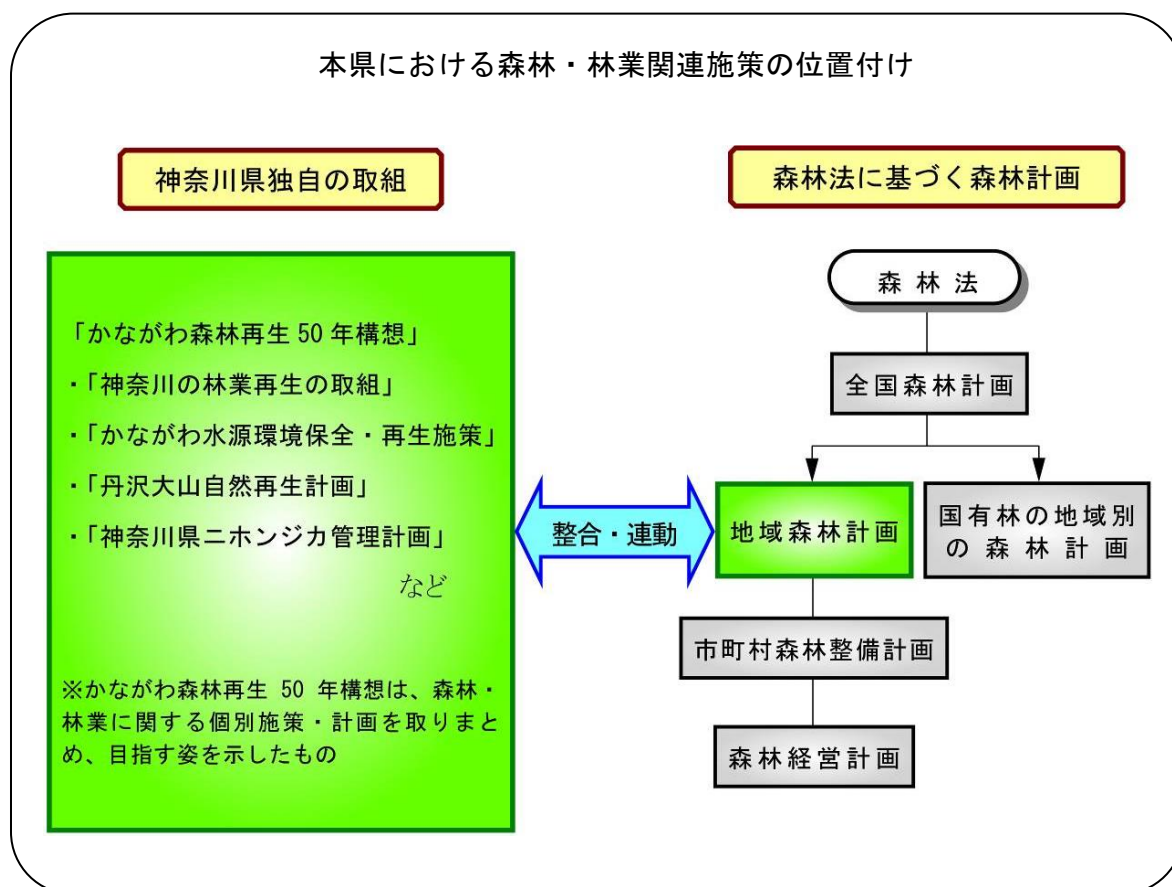 本県における森林・林業関連施策の位置付け
神奈川県独自の取組
「かながわ森林再生 50 年構想」
・「神奈川の林業再生の取組」
・「かながわ水源環境保全・再生施策」
・「丹沢大山自然再生計画」
・「神奈川県ニホンジカ管理計画」
など
※かながわ森林再生 50 年構想は、森林・
林業に関する個別施策・計画を取りまと
め、目指す姿を示したもの
整合・連動
森林法に基づく森林計画
森 林 法
全国森林計画
地域森林計画
国有林の地域別
の 森 林 計 画
市町村森林整備計画
森林経営計画